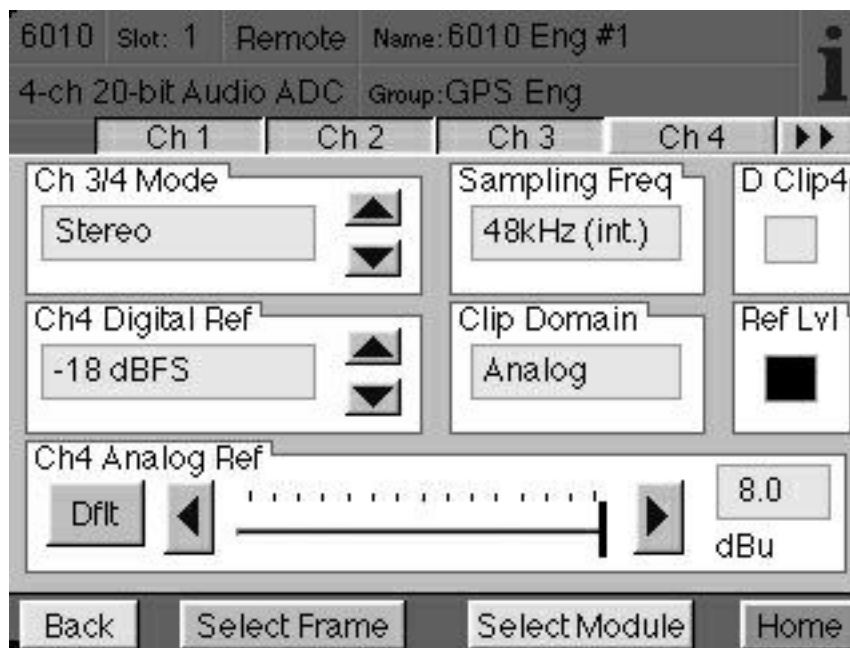 6010 Slot: 1 Remote Name: 6010 Eng #1
4-ch 20-bit Audio ADC Group: GPS Eng
i
Ch 1 Ch 2 Ch 3 Ch 4
Ch 3/4 Mode Sampling Freq D Clip4
Stereo 48kHz (int.)
Ch4 Digital Ref Clip Domain Ref Lvl
-18 dBFS Analog
Ch4 Analog Ref
Dflt 8.0
dBu
Back Select Frame Select Module Home